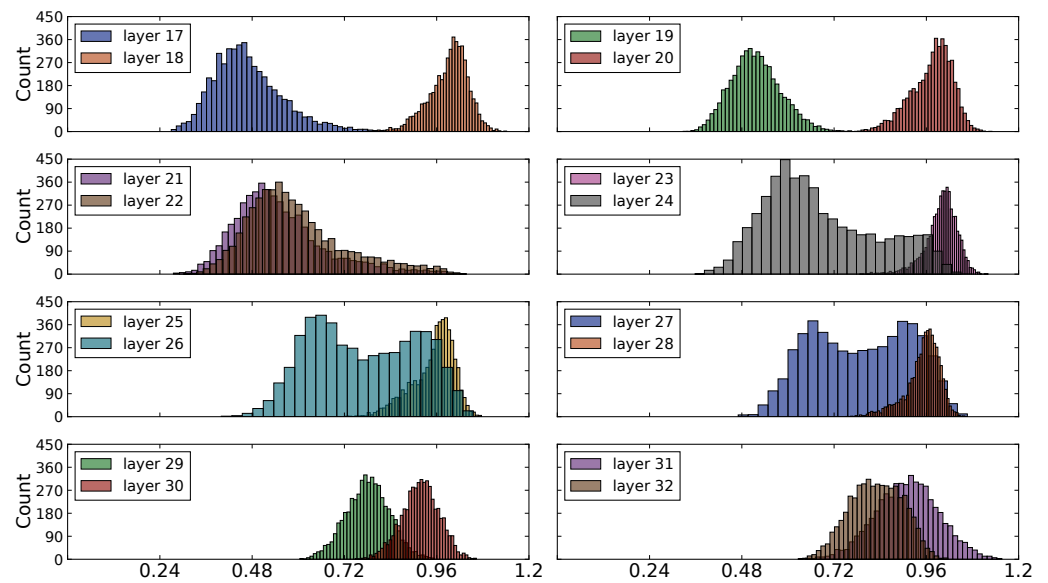 450
360
270
180
90
0
Count
layer 17
layer 18
layer 19
layer 20
450
360
270
180
90
0
Count
layer 21
layer 22
layer 23
layer 24
450
360
270
180
90
0
Count
layer 25
layer 26
layer 27
layer 28
450
360
270
180
90
0
Count
layer 29
layer 30
layer 31
layer 32
0.24 0.48 0.72 0.96 1.2 0.24 0.48 0.72 0.96 1.2